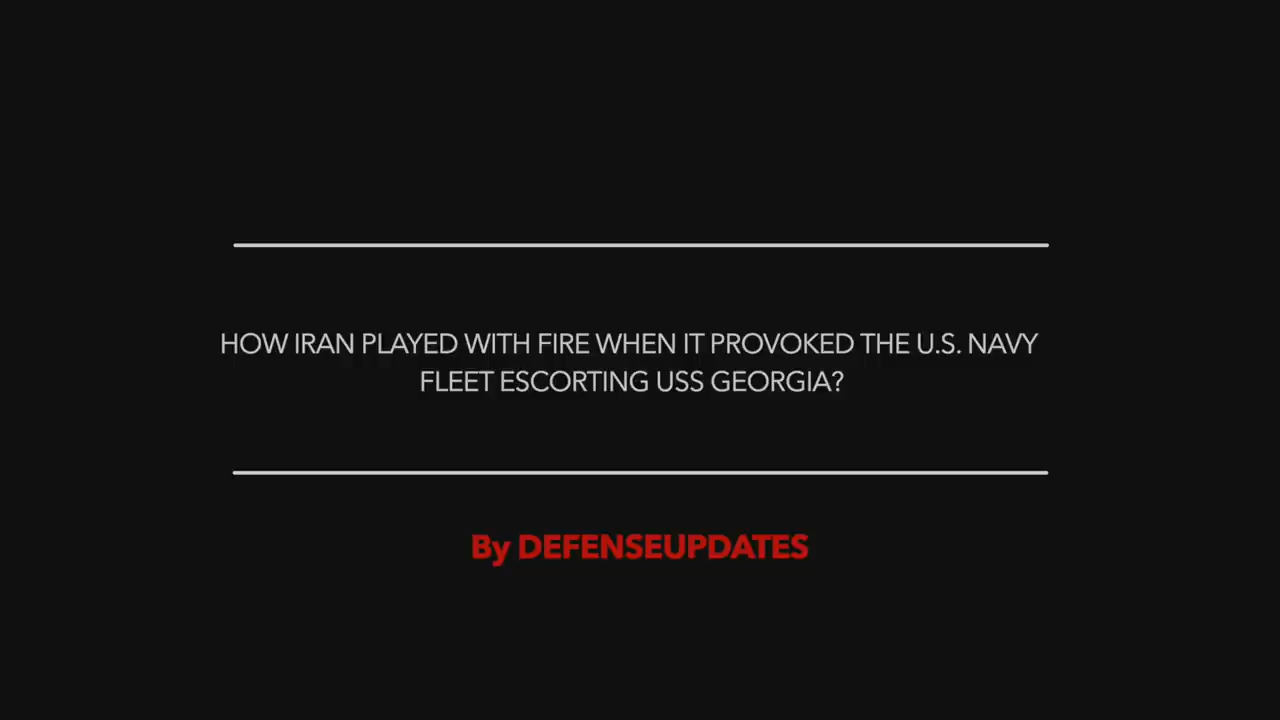 HOW IRAN PLAYED WITH FIRE WHEN IT PROVOKED THE U.S. NAVY
FLEET ESCORTING USS GEORGIA?
By DEFENSEUPDATES